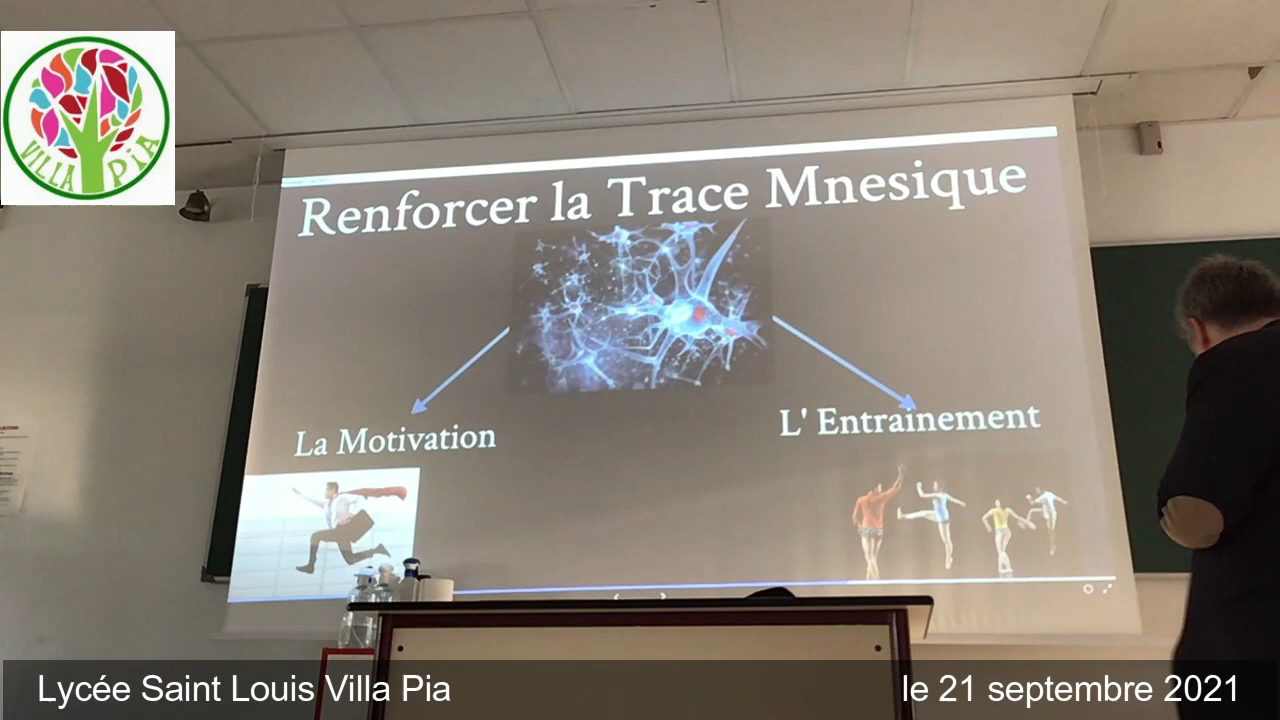 VILLA PiA
Renforcer la Trace Mnesique
La Motivation
L' Entrainement
Lycée Saint Louis Villa Pia
le 21 septembre 2021